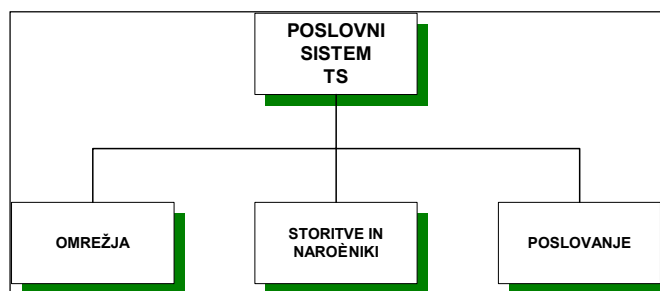 POSLOVNI
SISTEM
TS
OMREŽJA
STORITVE IN
NAROÈNIKI
POSLOVANJE